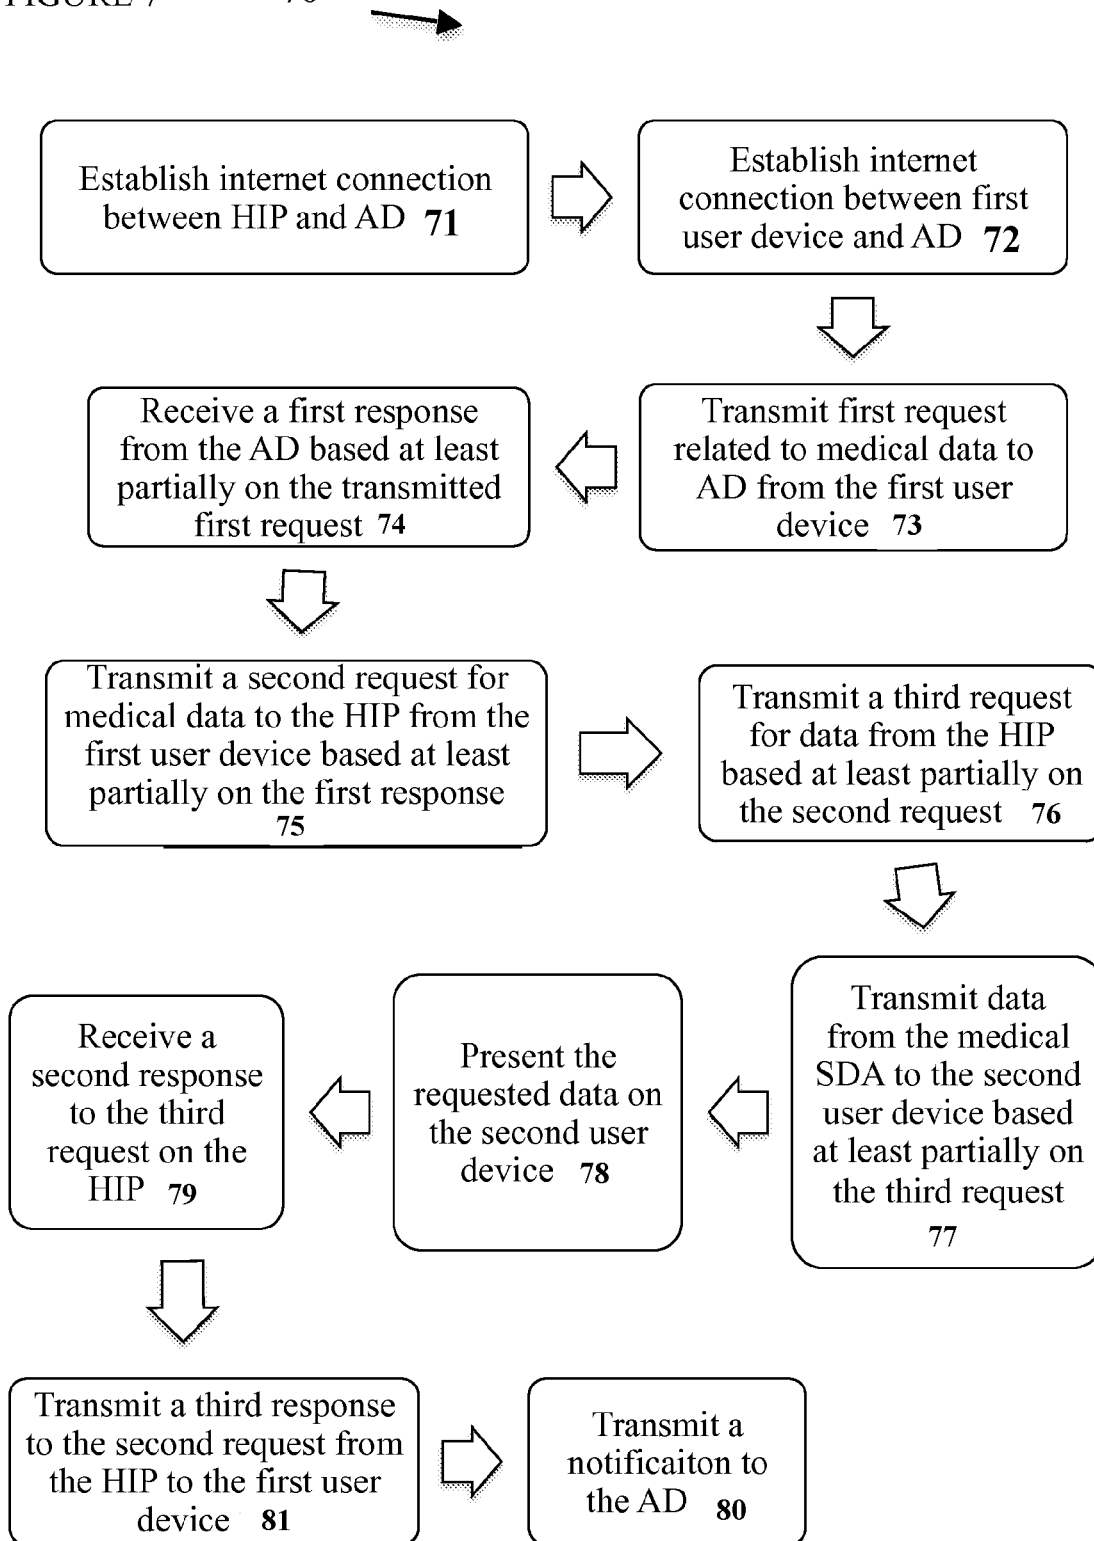 FIGURE 7 70
Establish internet connection
between HIP and AD 71
Establish internet
connection between first
user device and AD 72
Transmit first request
related to medical data to
AD from the first user
device 73
Receive a first response
from the AD based at least
partially on the transmitted
first request 74
Transmit a second request for
medical data to the HIP from the
first user device based at least
partially on the first response
75
Transmit a third request
for data from the HIP
based at least partially on
the second request 76
Transmit data
from the medical
SDA to the second
user device based
at least partially on
the third request
77
Present the
requested data on
the second user
device 78
Receive a
second response
to the third
request on the
HIP 79
Transmit a third response
to the second request from
the HIP to the first user
device 81
Transmit a
notificaiton to
the AD 80